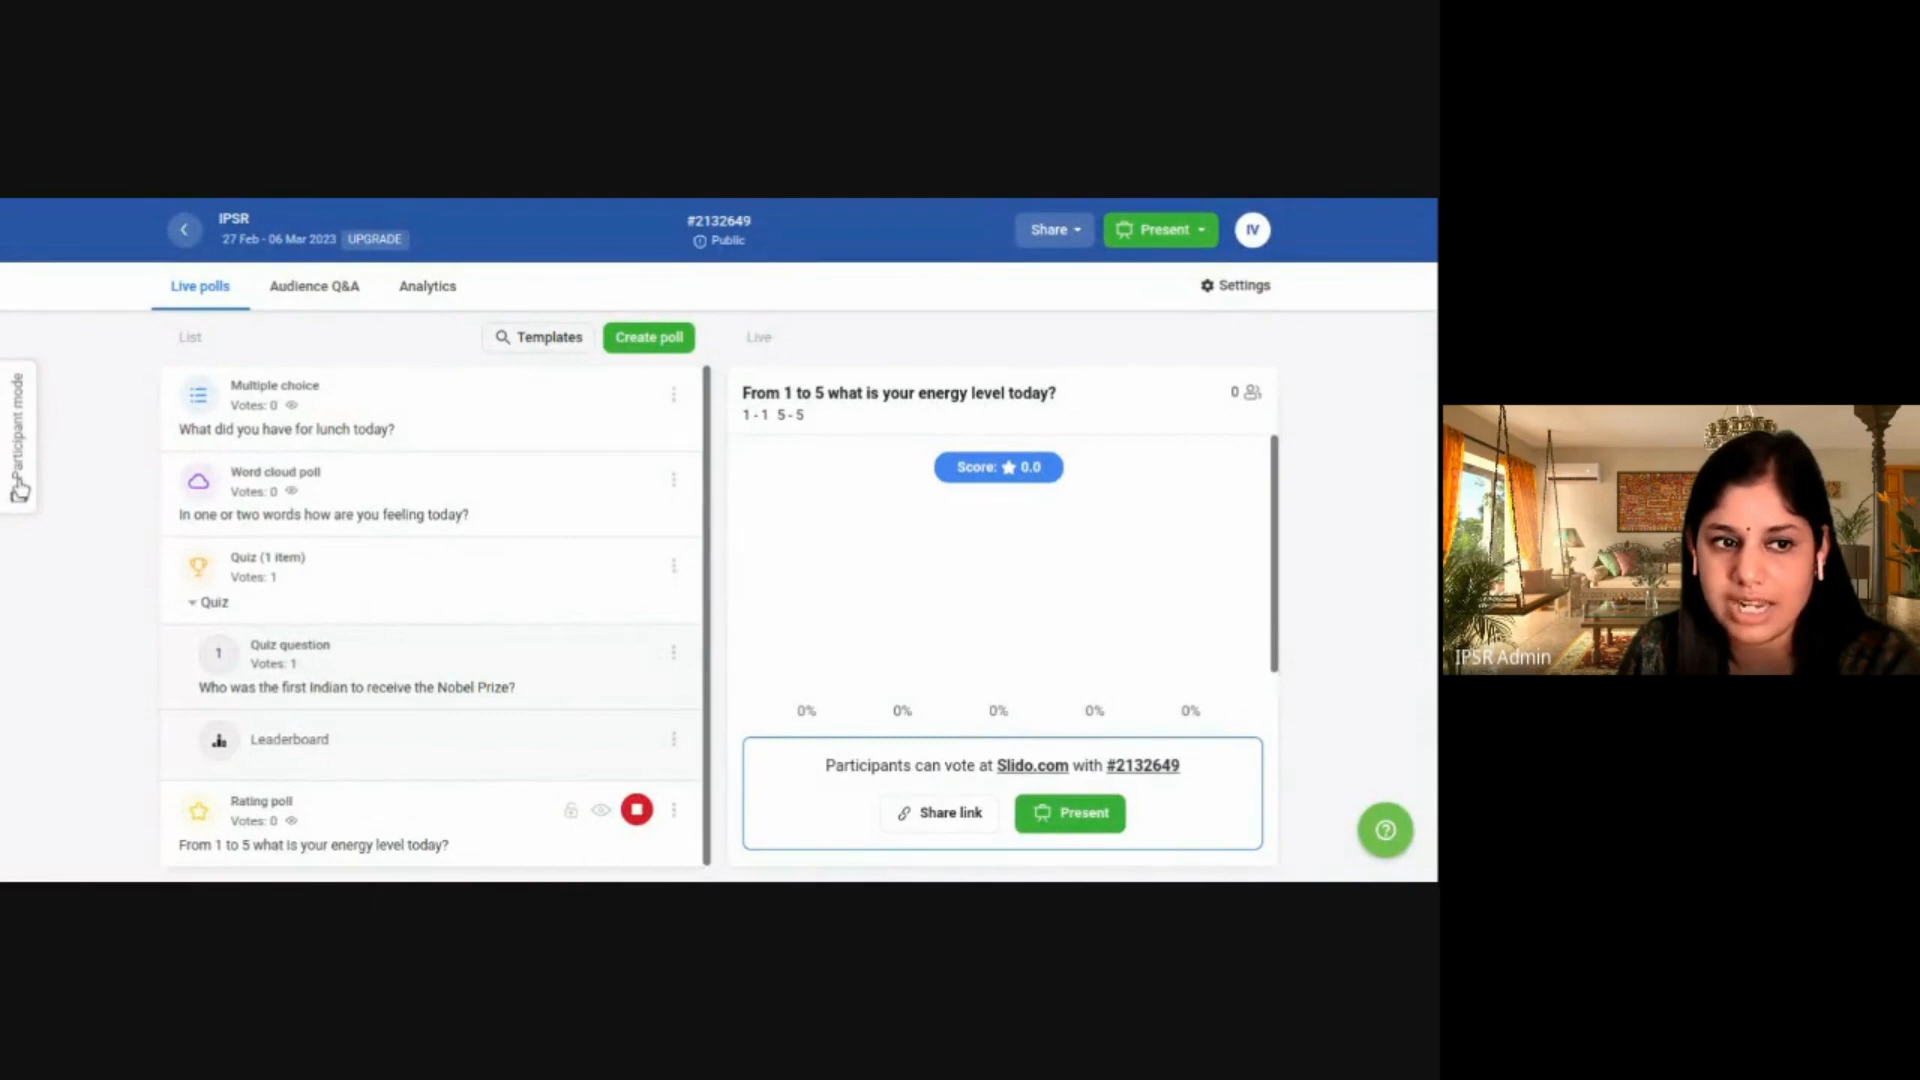 IPSR
27 Feb - 06 Mar 2023 UPGRADE
#2132649
Public
Share
Present
IV
Live polls
Audience Q&A
Analytics
Settings
List
Templates
Create poll
Live
Participant mode
Multiple choice
Votes: 0
What did you have for lunch today?
Word cloud poll
Votes: 0
In one or two words how are you feeling today?
Quiz (1 item)
Votes: 1
Quiz
1
Quiz question
Votes: 1
Who was the first Indian to receive the Nobel Prize?
Leaderboard
Rating poll
Votes: 0
From 1 to 5 what is your energy level today?
From 1 to 5 what is your energy level today?
0
1 - 1 5 - 5
Score: 0.0
0% 0% 0% 0% 0%
Participants can vote at Slido.com with #2132649
Share link
Present
IPSR Admin